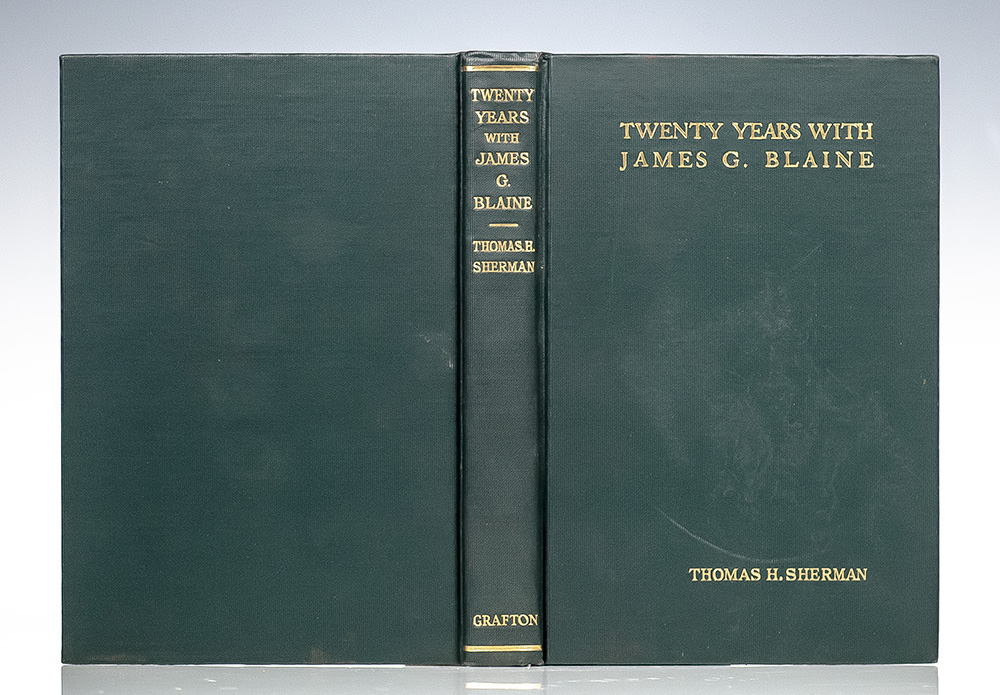 TWENTY
YEARS
WITH
JAMES
G.
BLAINE
THOMAS.H.
SHERMAN
GRAFTON
TWENTY YEARS WITH
JAMES G. BLAINE
THOMAS H. SHERMAN